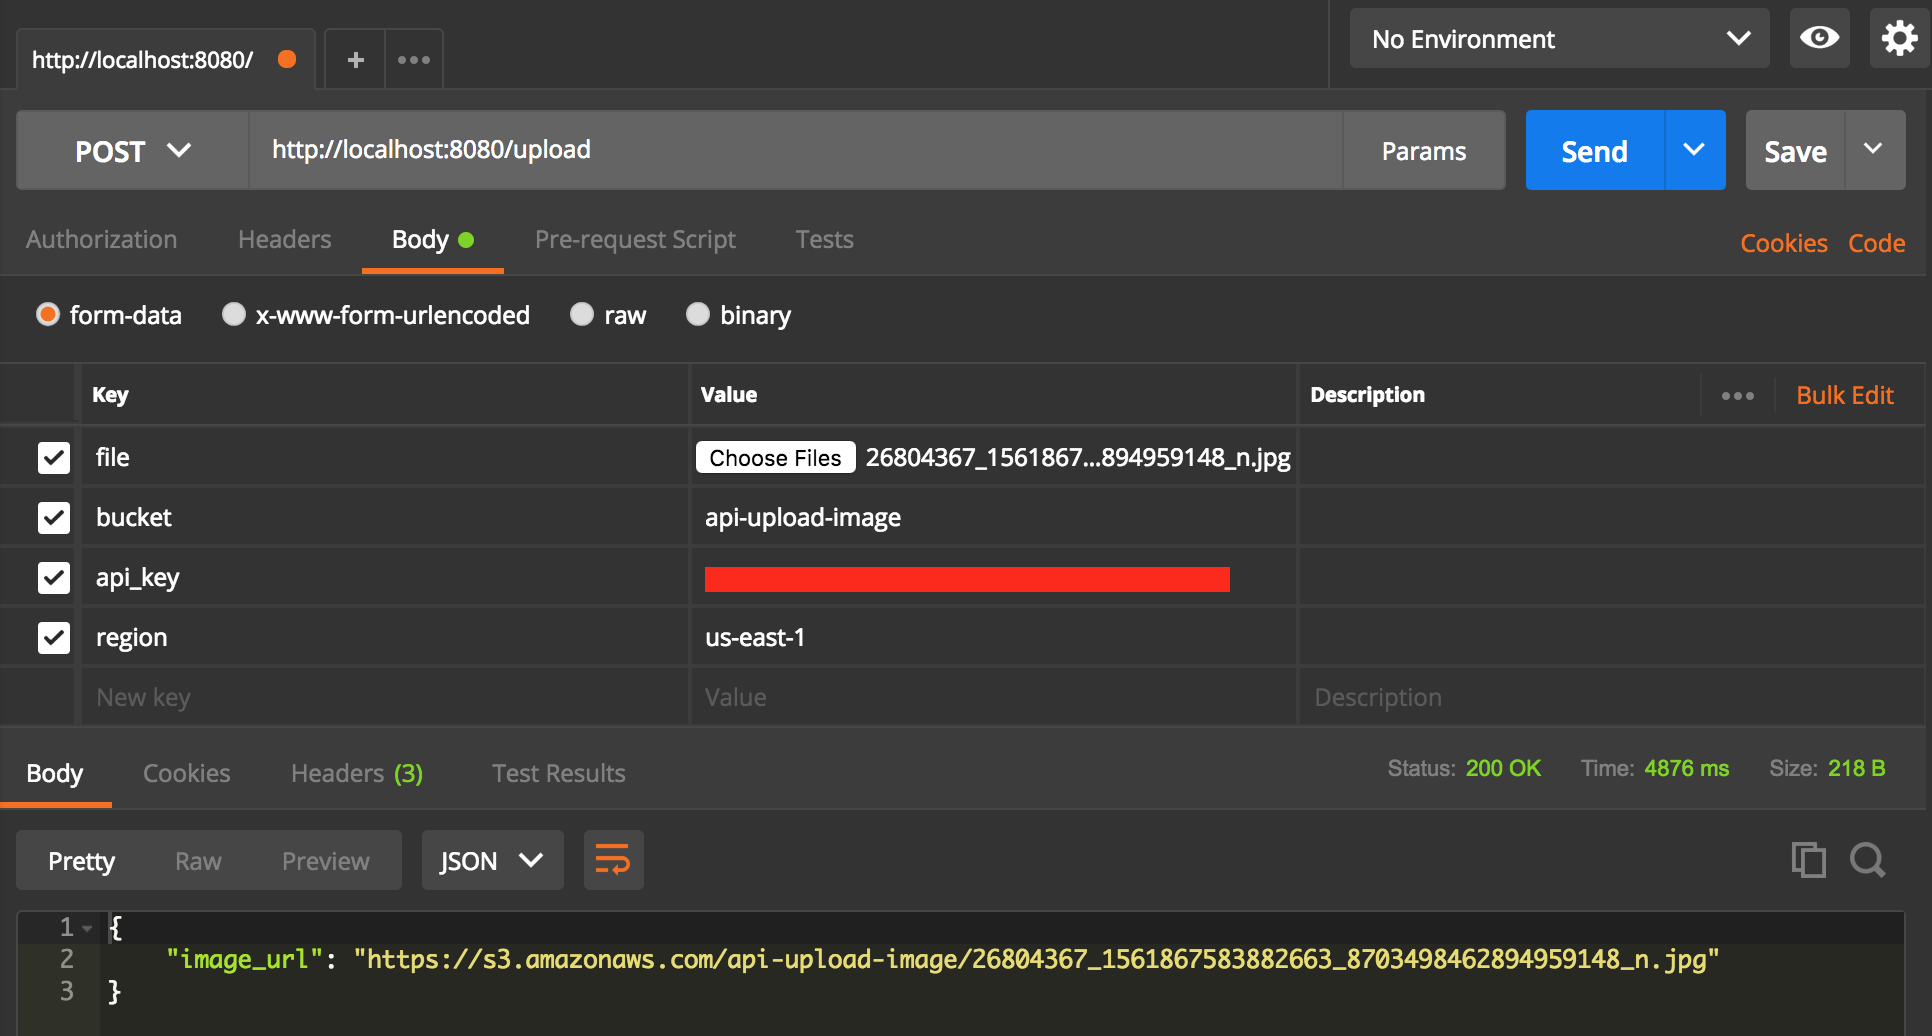 http://localhost:8080/
No Environment
POST
http://localhost:8080/upload
Params
Send
Save
Authorization Headers Body Pre-request Script Tests Cookies Code
form-data x-www-form-urlencoded raw binary
Key Value Description Bulk Edit
file Choose Files 26804367_1561867...894959148_n.jpg
bucket api-upload-image
api_key
region us-east-1
New key Value Description
Body Cookies Headers (3) Test Results Status: 200 OK Time: 4876 ms Size: 218 B
Pretty Raw Preview JSON
1 {
2 "image_url": "https://s3.amazonaws.com/api-upload-image/26804367_1561867583882663_8703498462894959148_n.jpg"
3 }